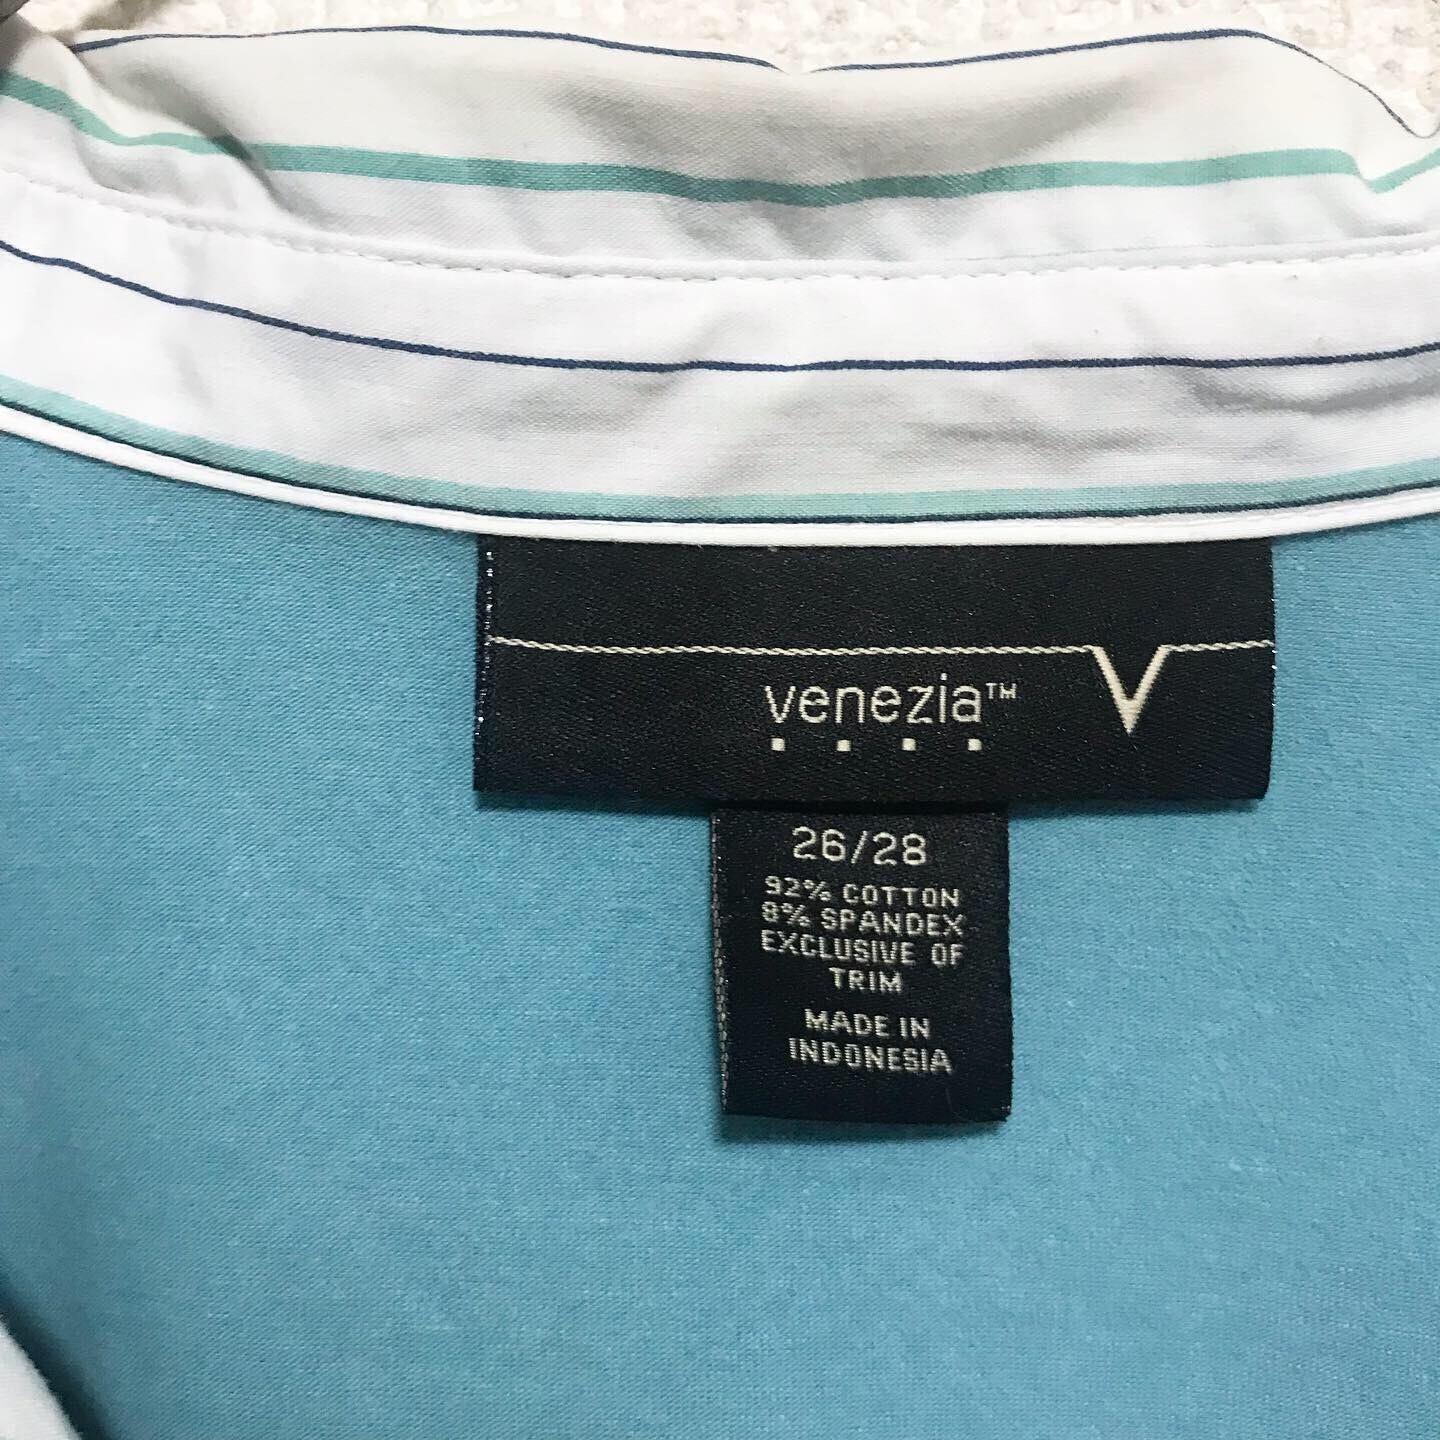 venezia™
26/28
92% COTTON
8% SPANDEX
EXCLUSIVE OF
TRIM
MADE IN
INDONESIA